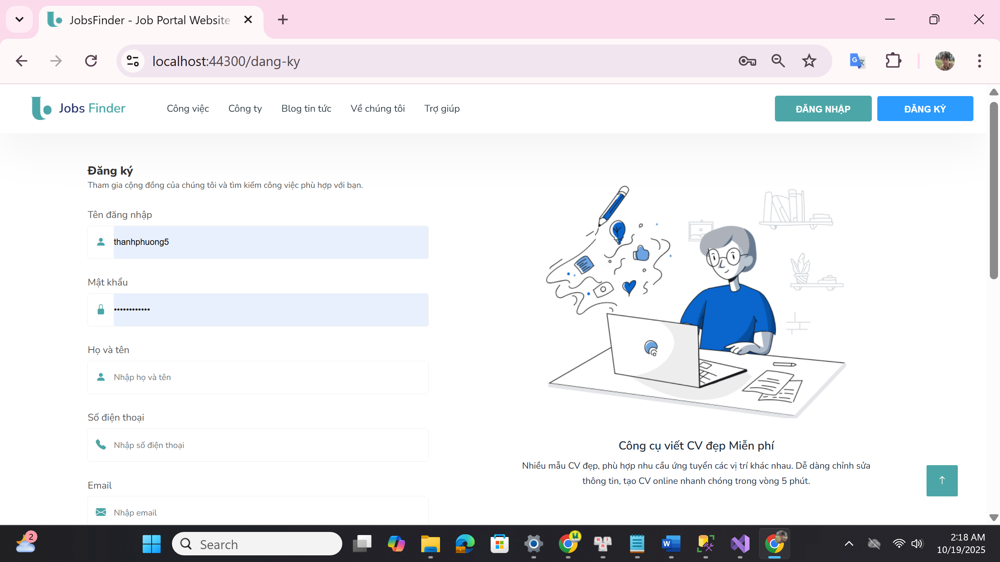 JobsFinder - Job Portal Website
localhost:44300/dang-ky
Jobs Finder
Công việc
Công ty
Blog tin tức
Về chúng tôi
Trợ giúp
ĐĂNG NHẬP
ĐĂNG KÝ
Đăng ký
Tham gia cộng đồng của chúng tôi và tìm kiếm công việc phù hợp với bạn.
Tên đăng nhập
thanhphuong5
Mật khẩu
••••••••••••
Họ và tên
Nhập họ và tên
Số điện thoại
Nhập số điện thoại
Email
Nhập email
Công cụ viết CV đẹp Miễn phí
Nhiều mẫu CV đẹp, phù hợp nhu cầu ứng tuyển các vị trí khác nhau. Dễ dàng chỉnh sửa
thông tin, tạo CV online nhanh chóng trong vòng 5 phút.
2
Search
2:18 AM
10/19/2025